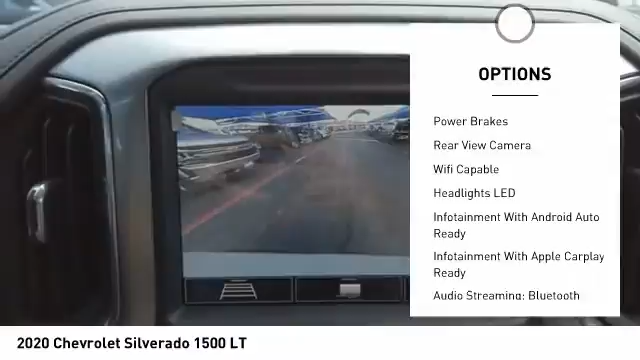 OPTIONS
Power Brakes
Rear View Camera
Wifi Capable
Headlights LED
Infotainment With Android Auto
Ready
Infotainment With Apple Carplay
Ready
Audio Streaming: Bluetooth
2020 Chevrolet Silverado 1500 LT